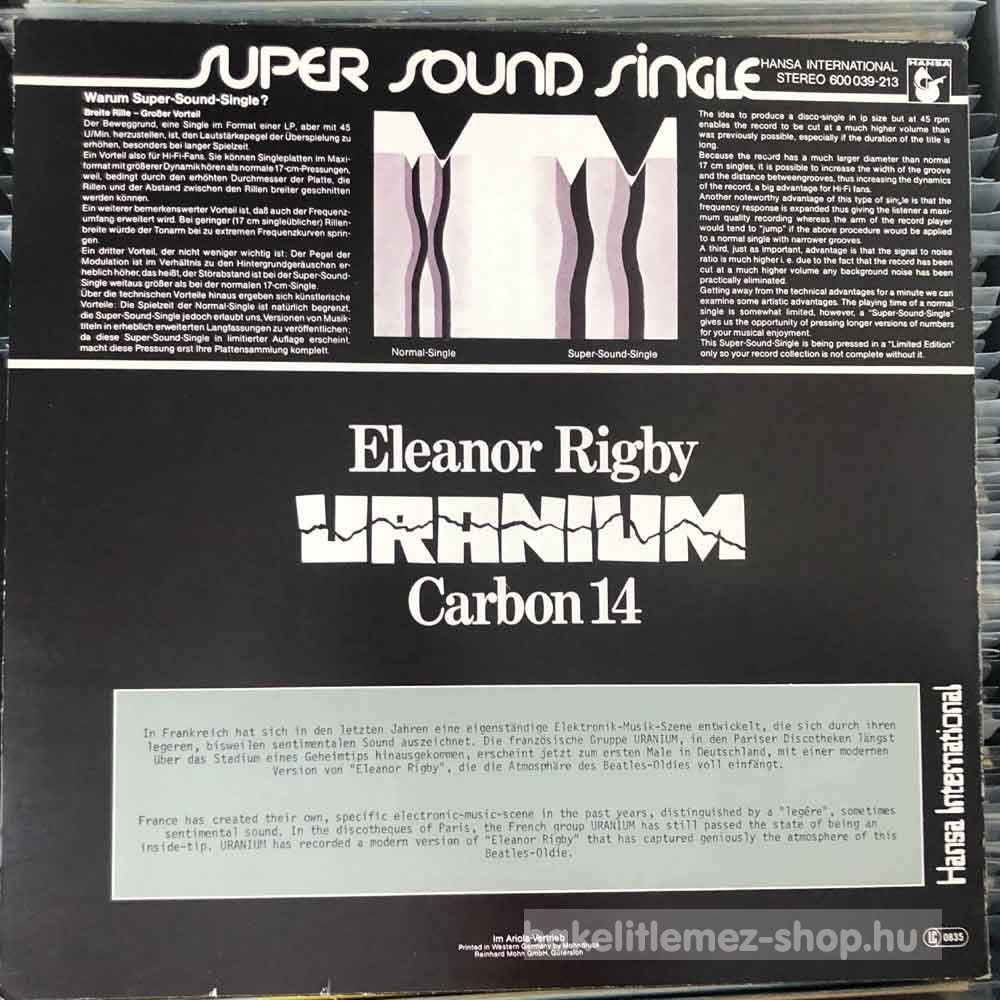 SUPER SOUND SINGLE
HANSA INTERNATIONAL
STEREO 600 039-213
HANSA
Warum Super-Sound-Single?
Breite Rille – Großer Vorteil
Der Beweggrund, eine Single im Format einer LP, aber mit 45
U/Min. herzustellen, ist, den Lautstärkepegel der Überspielung zu
erhöhen, besonders bei langer Spielzeit.
Ein Vorteil also für Hi-Fi-Fans. Sie können Singleplatten im Maxi-
format mit größerer Dynamik hören als normale 17-cm-Pressungen,
weil, bedingt durch den erhöhten Durchmesser der Platte, die
Rillen und der Abstand zwischen den Rillen breiter geschnitten
werden können.
Ein weiterer bemerkenswerter Vorteil ist, daß auch der Frequenz-
umfang erweitert wird. Bei geringer (17 cm singleüblicher) Rillen-
breite würde der Tonarm bei zu extremen Frequenzkurven sprin-
gen.
Ein dritter Vorteil, der nicht weniger wichtig ist: Der Pegel der
Modulation ist im Verhältnis zu den Hintergrundgeräuschen er-
heblich höher, das heißt, der Störabstand ist bei der Super-Sound-
Single weitaus größer als bei der normalen 17-cm-Single.
Über die technischen Vorteile hinaus ergeben sich künstlerische
Vorteile: Die Spielzeit der Normal-Single ist natürlich begrenzt,
die Super-Sound-Single jedoch erlaubt uns, Versionen von Musik-
titeln in erheblich erweiterten Langfassungen zu veröffentlichen;
da diese Super-Sound-Single in limitierter Auflage erscheint,
macht diese Pressung erst Ihre Plattensammlung komplett.
Normal-Single
Super-Sound-Single
The idea to produce a disco-single in lp size but at 45 rpm
enables the record to be cut at a much higher volume than
was previously possible, especially if the duration of the title is
long.
Because the record has a much larger diameter than normal
17 cm singles, it is possible to increase the width of the groove
and the distance betweengrooves, thus increasing the dynamics
of the record, a big advantage for Hi-Fi fans.
Another noteworthy advantage of this type of single is that the
frequency response is expanded thus giving the listener a maxi-
mum quality recording whereas the arm of the record player
would tend to "jump" if the above procedure would be applied
to a normal single with narrower grooves.
A third, just as important, advantage is that the signal to noise
ratio is much higher i. e. due to the fact that the record has been
cut at a much higher volume any background noise has been
practically eliminated.
Getting away from the technical advantages for a minute we can
examine some artistic advantages. The playing time of a normal
single is somewhat limited, however, a "Super-Sound-Single"
gives us the opportunity of pressing longer versions of numbers
for your musical enjoyment.
This Super-Sound-Single is being pressed in a "Limited Edition"
only so your record collection is not complete without it.
Eleanor Rigby
URANIUM
Carbon 14
In Frankreich hat sich in den letzten Jahren eine eigenständige Elektronik-Musik-Szene entwickelt, die sich durch ihren
legeren, bisweilen sentimentalen Sound auszeichnet. Die französische Gruppe URANIUM, in den Pariser Discotheken längst
über das Stadium eines Geheimtips hinausgekommen, erscheint jetzt zum ersten Male in Deutschland, mit einer modernen
Version von "Eleanor Rigby", die die Atmosphäre des Beatles-Oldies voll einfängt.
France has created their own, specific electronic-music-scene in the past years, distinguished by a "legére", sometimes
sentimental sound. In the discotheques of Paris, the French group URANIUM has still passed the state of being an
inside-tip. URANIUM has recorded a modern version of "Eleanor Rigby" that has captured geniously the atmosphere of this
Beatles-Oldie.
Hansa International
Im Ariola-Vertrieb
Printed in Western Germany by Mohndruck
Reinhard Mohn GmbH, Gütersloh
LC 0835
bakelitlemez-shop.hu